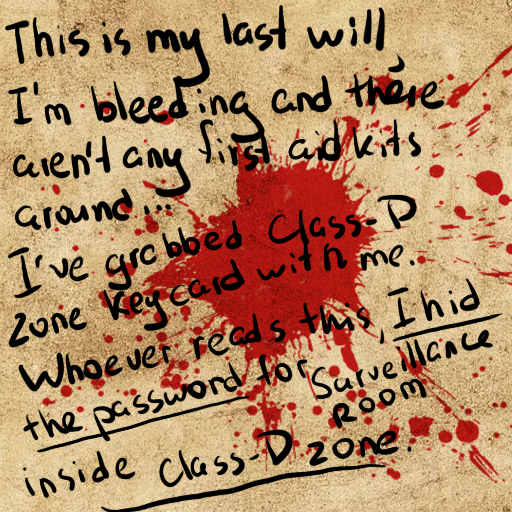 This is my last will,
I'm bleeding and there
aren't any first aid kits
around...
I've grabbed Class-D
zone keycard with me.
Whoever reads this, I hid
the password for Surveillance
ROOM
inside Class-D zone.